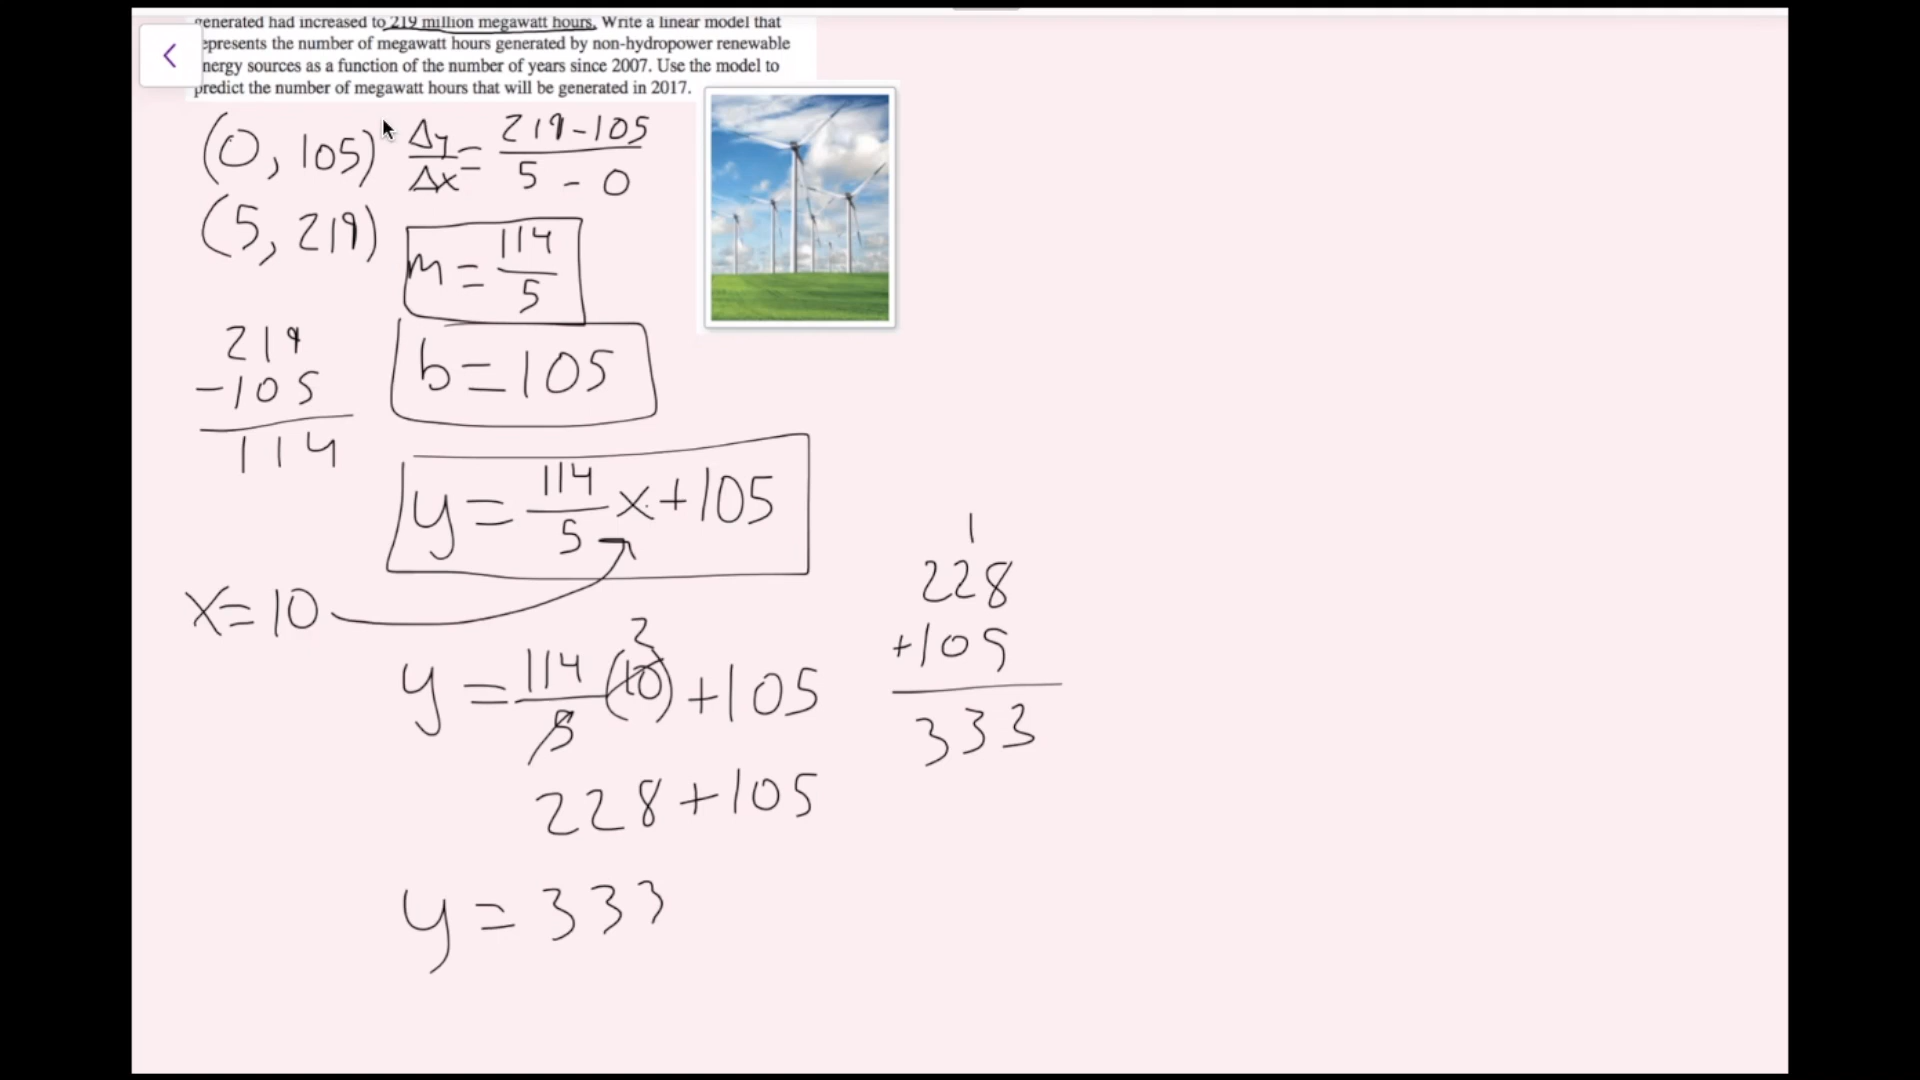 generated had increased to 219 million megawatt hours. Write a linear model that
epresents the number of megawatt hours generated by non-hydropower renewable
nergy sources as a function of the number of years since 2007. Use the model to
predict the number of megawatt hours that will be generated in 2017.
(0, 105)
(5, 219)
Δy/Δx = 219-105/5-0
m = 114/5
b = 105
219
-105
114
y = 114/5 x + 105
x = 10
2
y = 114/5 (10) + 105
228 + 105
y = 333
1
228
+105
333